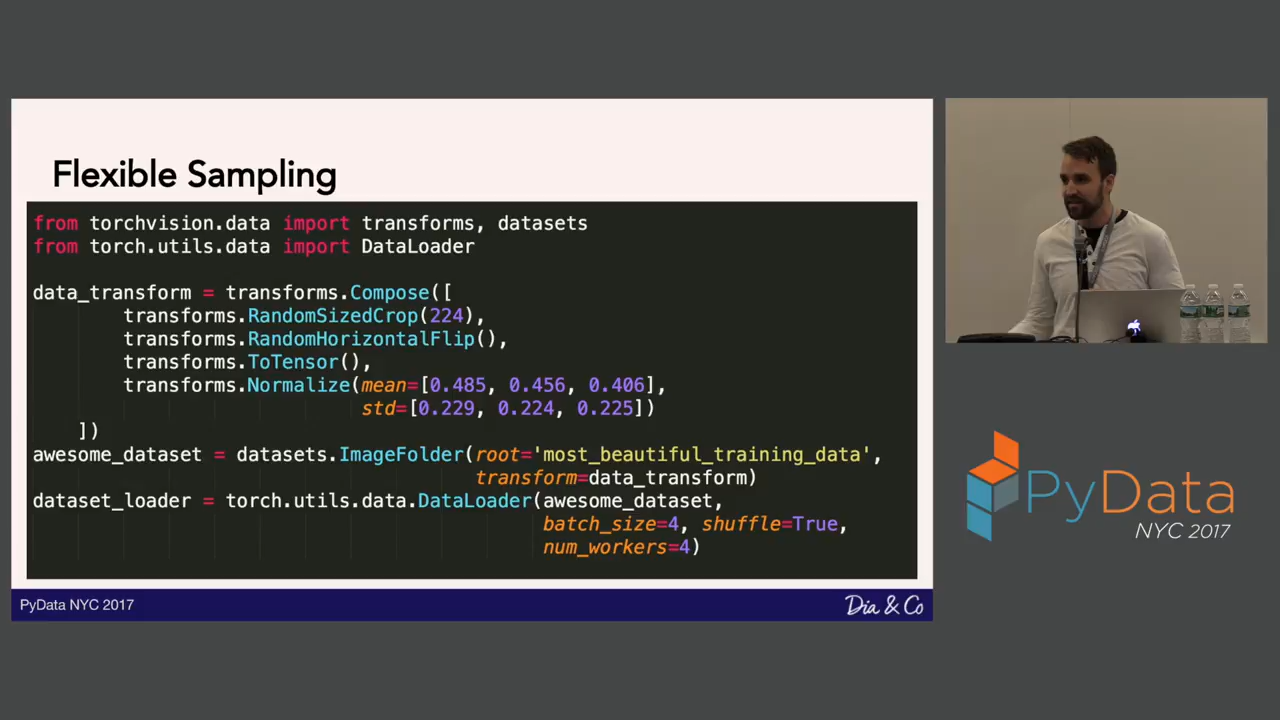 Flexible Sampling
from torchvision.data import transforms, datasets
from torch.utils.data import DataLoader
data_transform = transforms.Compose([
        transforms.RandomSizedCrop(224),
        transforms.RandomHorizontalFlip(),
        transforms.ToTensor(),
        transforms.Normalize(mean=[0.485, 0.456, 0.406],
                             std=[0.229, 0.224, 0.225])
    ])
awesome_dataset = datasets.ImageFolder(root='most_beautiful_training_data',
                                       transform=data_transform)
dataset_loader = torch.utils.data.DataLoader(awesome_dataset,
                                             batch_size=4, shuffle=True,
                                             num_workers=4)
PyData NYC 2017
Dia & Co
PyData
NYC 2017